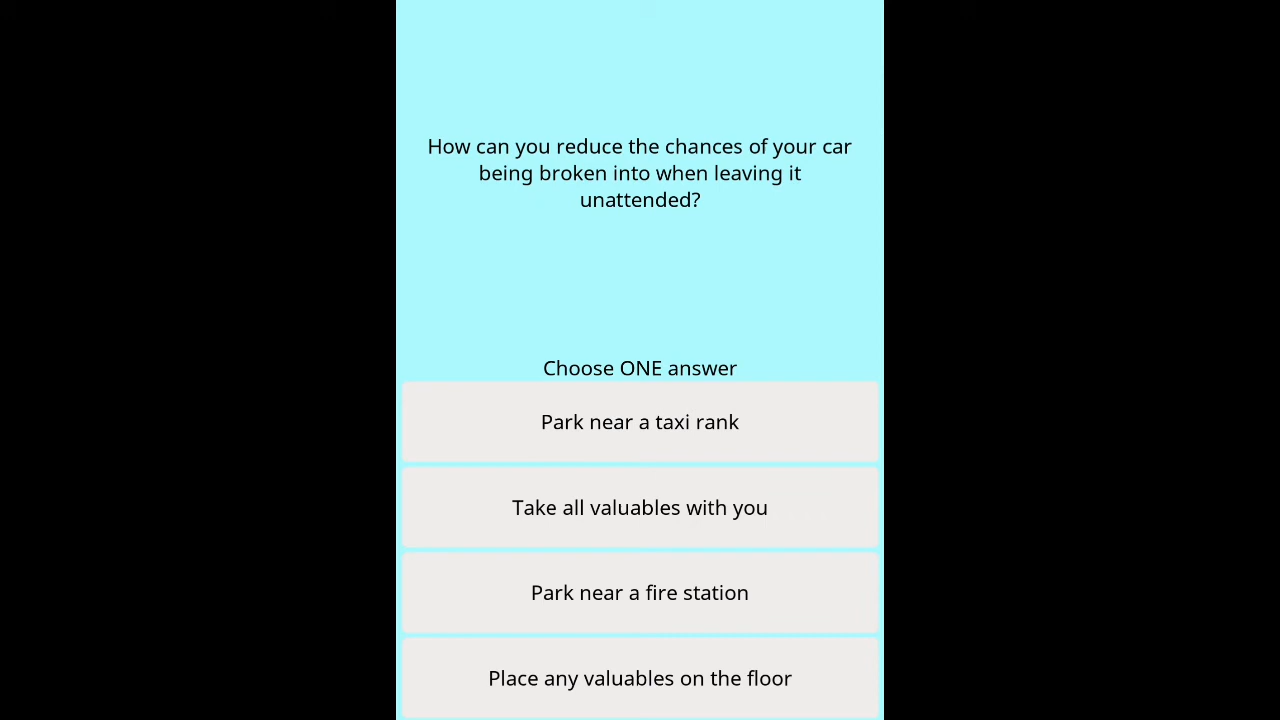 How can you reduce the chances of your car
being broken into when leaving it
unattended?
Choose ONE answer
Park near a taxi rank
Take all valuables with you
Park near a fire station
Place any valuables on the floor